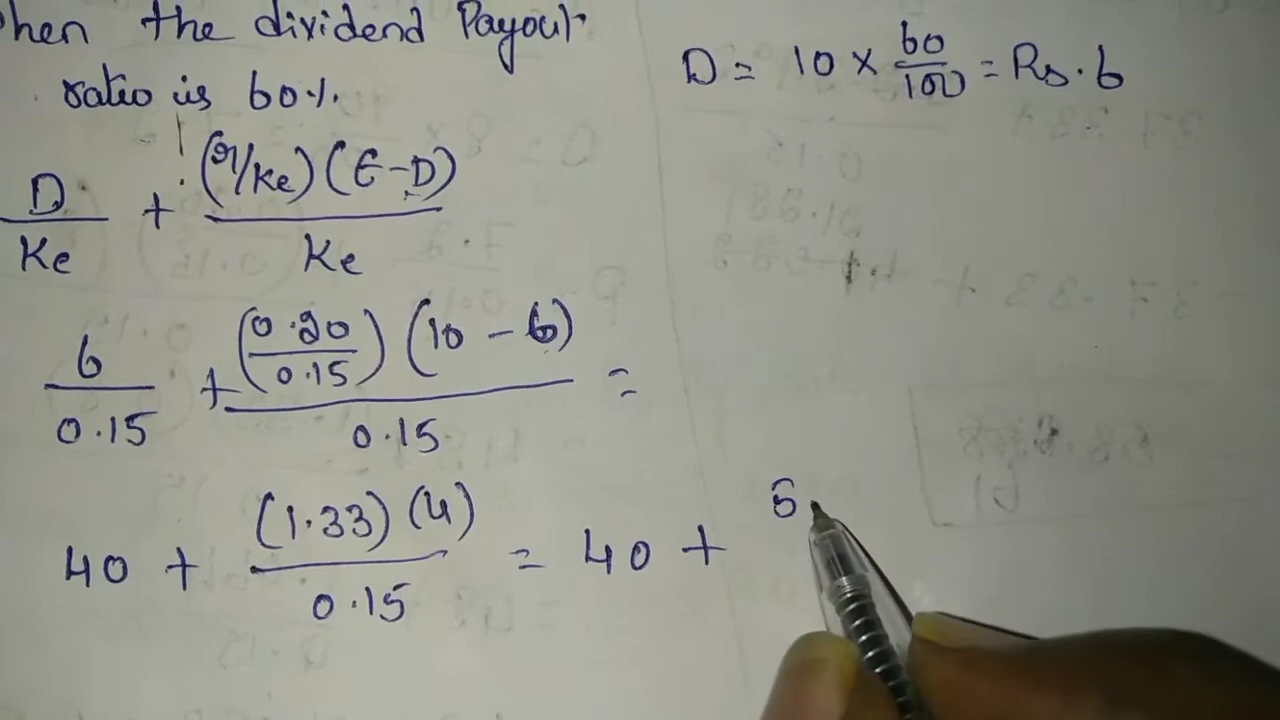 hen the dividend Payout
ratio is 60%.
D = 10 × 60/100 = Rs. 6
D/Ke + (r/Ke) (E-D)/Ke
6/0.15 + (0.20/0.15) (10 - 6)/0.15 =
40 + (1.33) (4)/0.15 = 40 + 5.